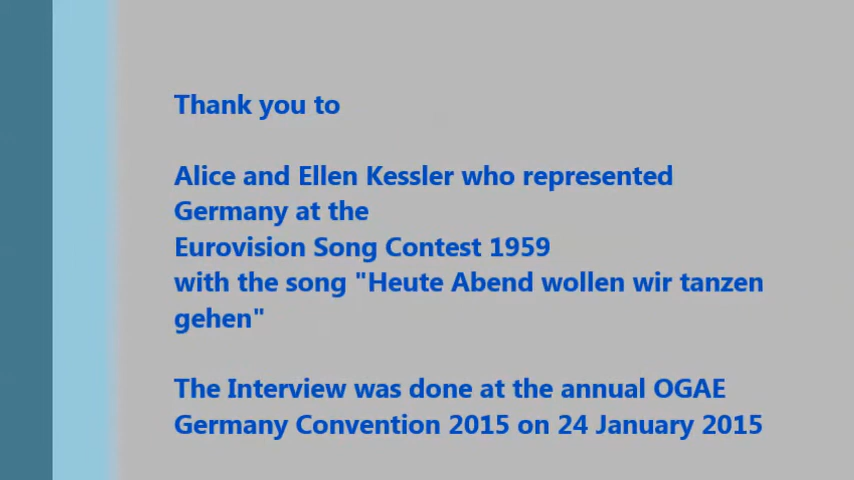 Thank you to
Alice and Ellen Kessler who represented
Germany at the
Eurovision Song Contest 1959
with the song "Heute Abend wollen wir tanzen
gehen"
The Interview was done at the annual OGAE
Germany Convention 2015 on 24 January 2015